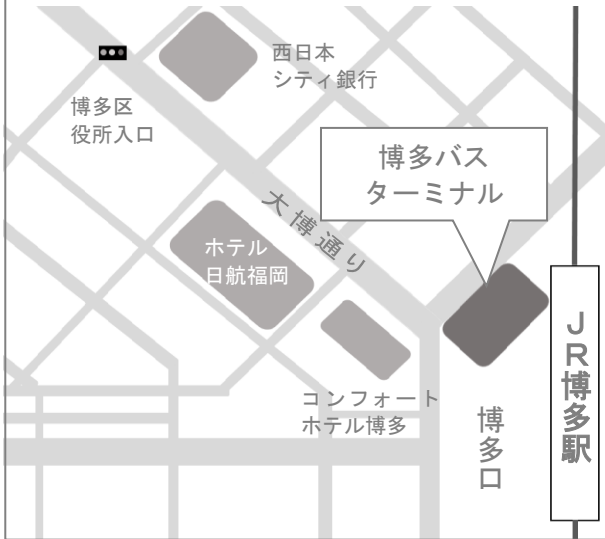 西日本
シティ銀行
博多区
役所入口
博多バス
ターミナル
大博通り
ホテル
日航福岡
コンフォート
ホテル博多
博多口
JR博多駅